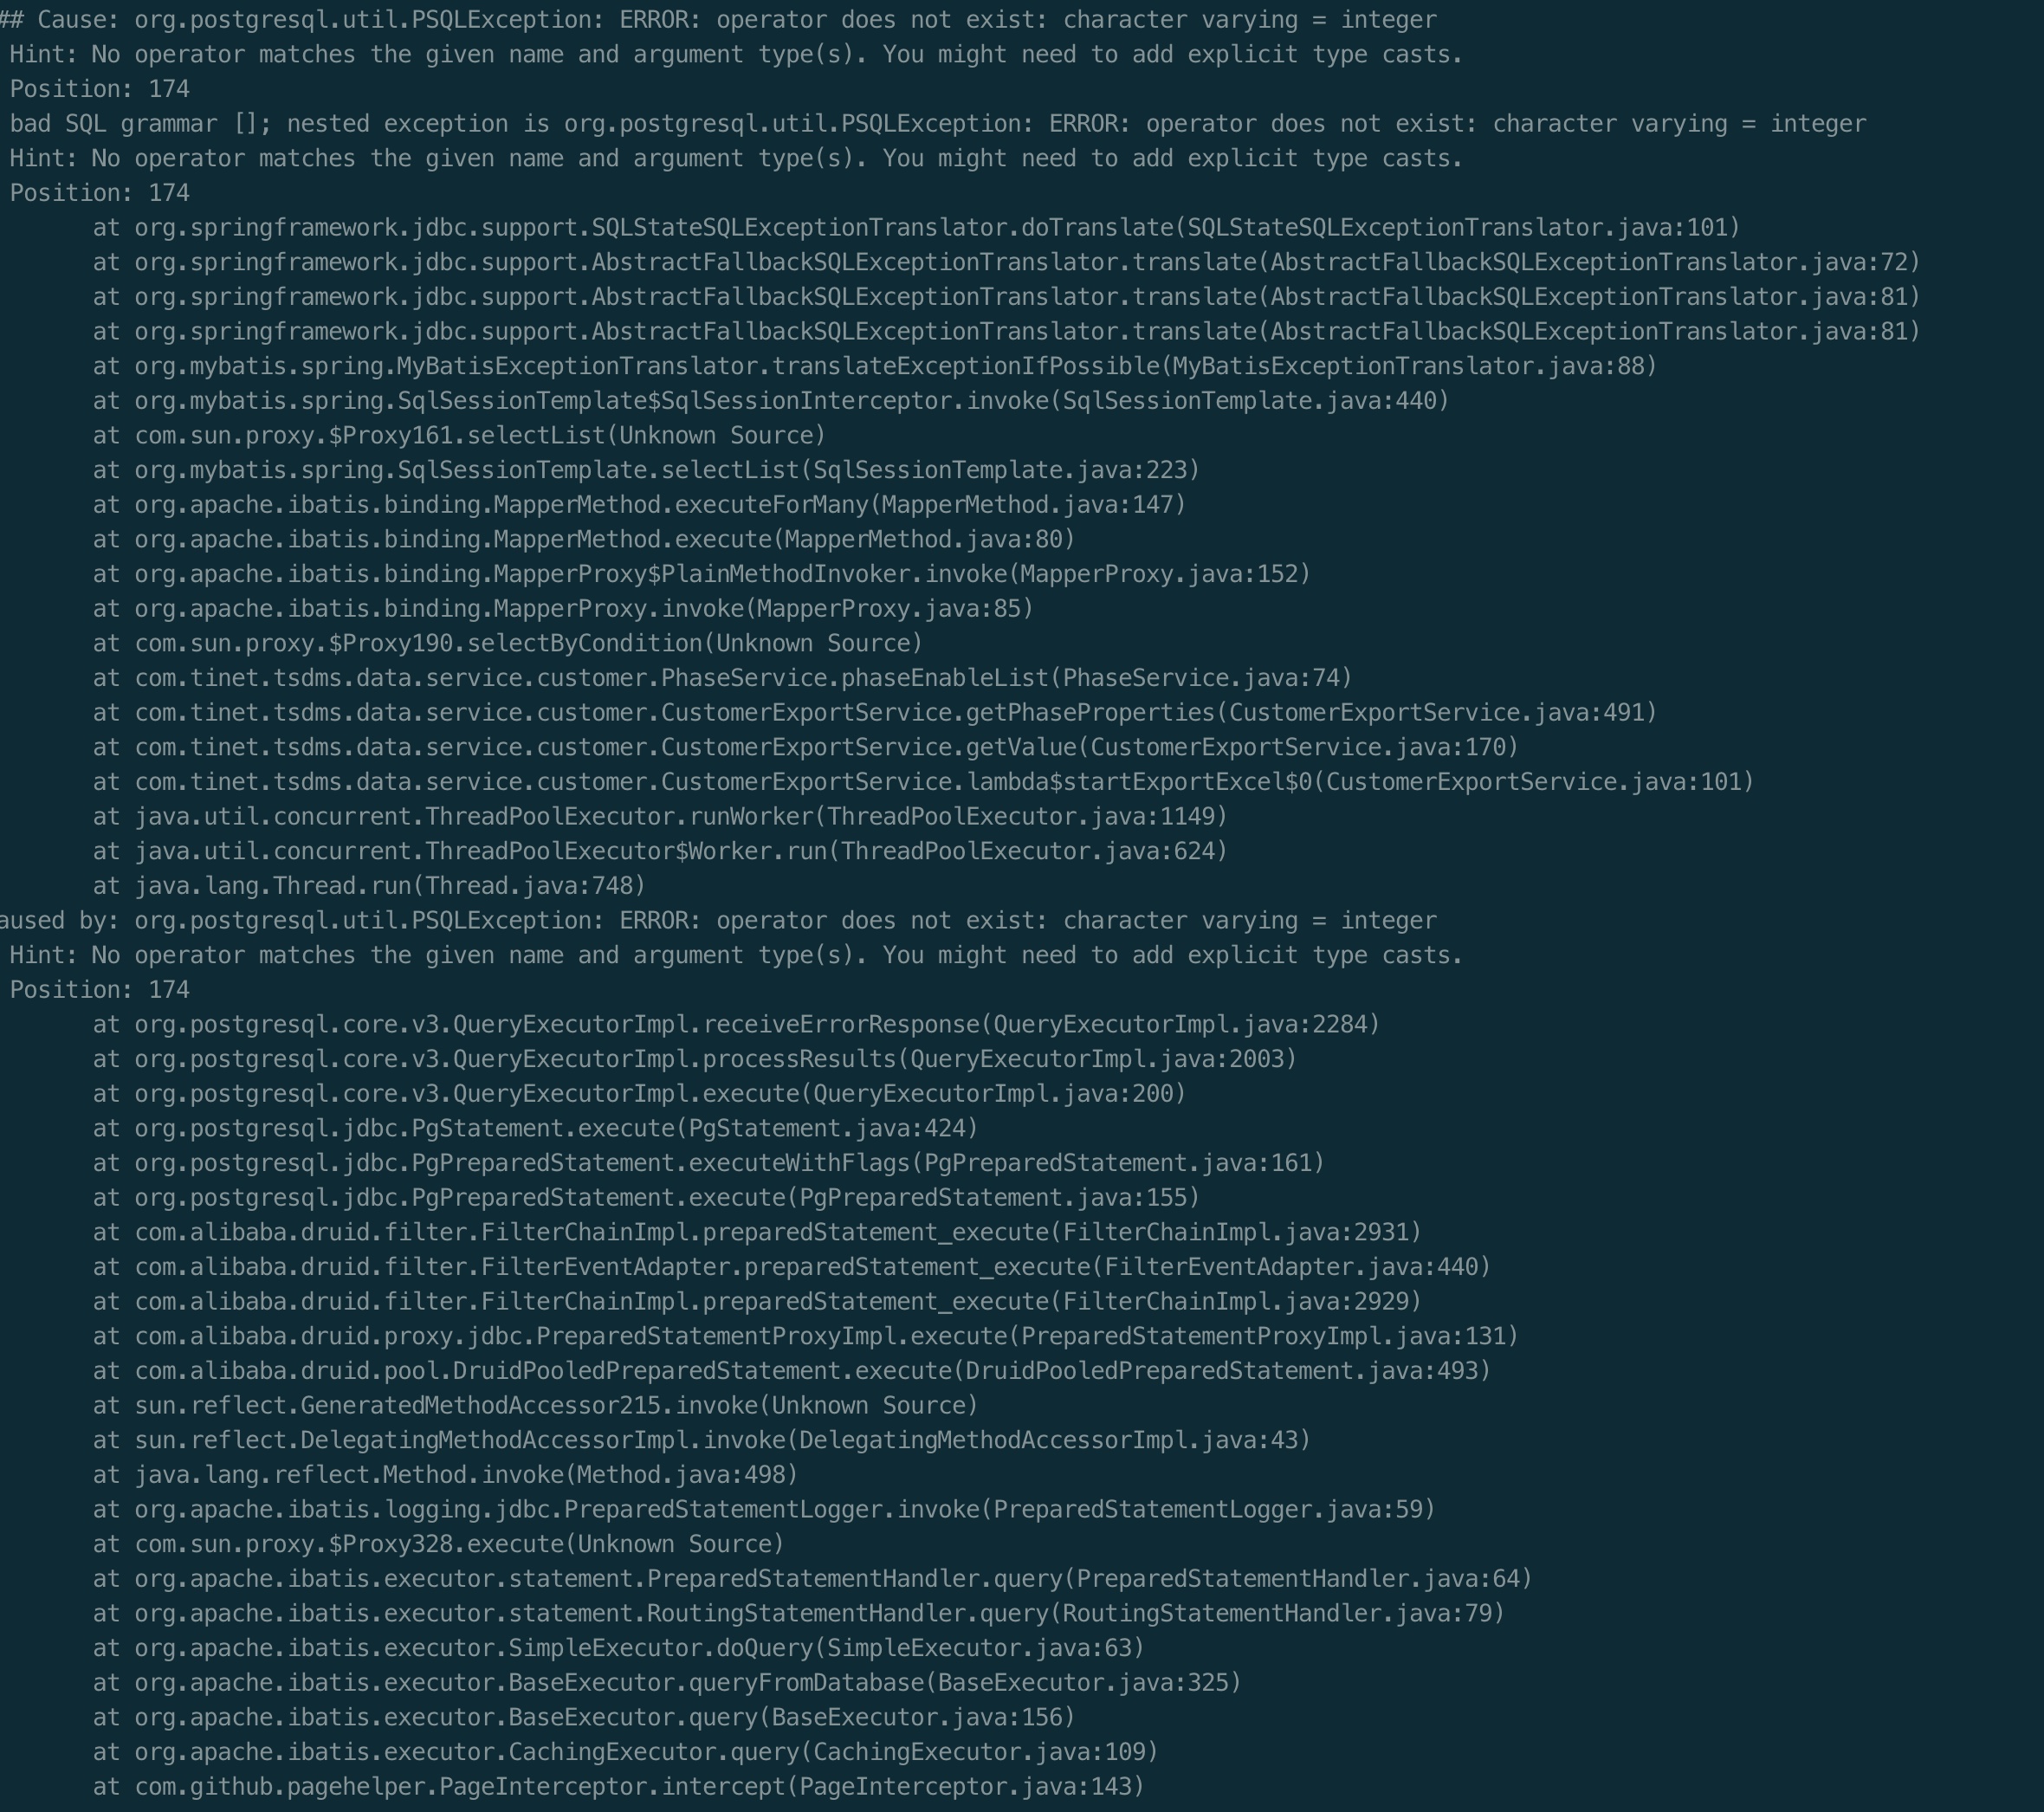 ## Cause: org.postgresql.util.PSQLException: ERROR: operator does not exist: character varying = integer
Hint: No operator matches the given name and argument type(s). You might need to add explicit type casts.
Position: 174
bad SQL grammar []; nested exception is org.postgresql.util.PSQLException: ERROR: operator does not exist: character varying = integer
Hint: No operator matches the given name and argument type(s). You might need to add explicit type casts.
Position: 174
at org.springframework.jdbc.support.SQLStateSQLExceptionTranslator.doTranslate(SQLStateSQLExceptionTranslator.java:101)
at org.springframework.jdbc.support.AbstractFallbackSQLExceptionTranslator.translate(AbstractFallbackSQLExceptionTranslator.java:72)
at org.springframework.jdbc.support.AbstractFallbackSQLExceptionTranslator.translate(AbstractFallbackSQLExceptionTranslator.java:81)
at org.springframework.jdbc.support.AbstractFallbackSQLExceptionTranslator.translate(AbstractFallbackSQLExceptionTranslator.java:81)
at org.mybatis.spring.MyBatisExceptionTranslator.translateExceptionIfPossible(MyBatisExceptionTranslator.java:88)
at org.mybatis.spring.SqlSessionTemplate$SqlSessionInterceptor.invoke(SqlSessionTemplate.java:440)
at com.sun.proxy.$Proxy161.selectList(Unknown Source)
at org.mybatis.spring.SqlSessionTemplate.selectList(SqlSessionTemplate.java:223)
at org.apache.ibatis.binding.MapperMethod.executeForMany(MapperMethod.java:147)
at org.apache.ibatis.binding.MapperMethod.execute(MapperMethod.java:80)
at org.apache.ibatis.binding.MapperProxy$PlainMethodInvoker.invoke(MapperProxy.java:152)
at org.apache.ibatis.binding.MapperProxy.invoke(MapperProxy.java:85)
at com.sun.proxy.$Proxy190.selectByCondition(Unknown Source)
at com.tinet.tsdms.data.service.customer.PhaseService.phaseEnableList(PhaseService.java:74)
at com.tinet.tsdms.data.service.customer.CustomerExportService.getPhaseProperties(CustomerExportService.java:491)
at com.tinet.tsdms.data.service.customer.CustomerExportService.getValue(CustomerExportService.java:170)
at com.tinet.tsdms.data.service.customer.CustomerExportService.lambda$startExportExcel$0(CustomerExportService.java:101)
at java.util.concurrent.ThreadPoolExecutor.runWorker(ThreadPoolExecutor.java:1149)
at java.util.concurrent.ThreadPoolExecutor$Worker.run(ThreadPoolExecutor.java:624)
at java.lang.Thread.run(Thread.java:748)
aused by: org.postgresql.util.PSQLException: ERROR: operator does not exist: character varying = integer
Hint: No operator matches the given name and argument type(s). You might need to add explicit type casts.
Position: 174
at org.postgresql.core.v3.QueryExecutorImpl.receiveErrorResponse(QueryExecutorImpl.java:2284)
at org.postgresql.core.v3.QueryExecutorImpl.processResults(QueryExecutorImpl.java:2003)
at org.postgresql.core.v3.QueryExecutorImpl.execute(QueryExecutorImpl.java:200)
at org.postgresql.jdbc.PgStatement.execute(PgStatement.java:424)
at org.postgresql.jdbc.PgPreparedStatement.executeWithFlags(PgPreparedStatement.java:161)
at org.postgresql.jdbc.PgPreparedStatement.execute(PgPreparedStatement.java:155)
at com.alibaba.druid.filter.FilterChainImpl.preparedStatement_execute(FilterChainImpl.java:2931)
at com.alibaba.druid.filter.FilterEventAdapter.preparedStatement_execute(FilterEventAdapter.java:440)
at com.alibaba.druid.filter.FilterChainImpl.preparedStatement_execute(FilterChainImpl.java:2929)
at com.alibaba.druid.proxy.jdbc.PreparedStatementProxyImpl.execute(PreparedStatementProxyImpl.java:131)
at com.alibaba.druid.pool.DruidPooledPreparedStatement.execute(DruidPooledPreparedStatement.java:493)
at sun.reflect.GeneratedMethodAccessor215.invoke(Unknown Source)
at sun.reflect.DelegatingMethodAccessorImpl.invoke(DelegatingMethodAccessorImpl.java:43)
at java.lang.reflect.Method.invoke(Method.java:498)
at org.apache.ibatis.logging.jdbc.PreparedStatementLogger.invoke(PreparedStatementLogger.java:59)
at com.sun.proxy.$Proxy328.execute(Unknown Source)
at org.apache.ibatis.executor.statement.PreparedStatementHandler.query(PreparedStatementHandler.java:64)
at org.apache.ibatis.executor.statement.RoutingStatementHandler.query(RoutingStatementHandler.java:79)
at org.apache.ibatis.executor.SimpleExecutor.doQuery(SimpleExecutor.java:63)
at org.apache.ibatis.executor.BaseExecutor.queryFromDatabase(BaseExecutor.java:325)
at org.apache.ibatis.executor.BaseExecutor.query(BaseExecutor.java:156)
at org.apache.ibatis.executor.CachingExecutor.query(CachingExecutor.java:109)
at com.github.pagehelper.PageInterceptor.intercept(PageInterceptor.java:143)